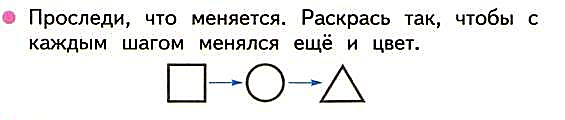 Проследи, что меняется. Раскрась так, чтобы с
каждым шагом менялся ещё и цвет.